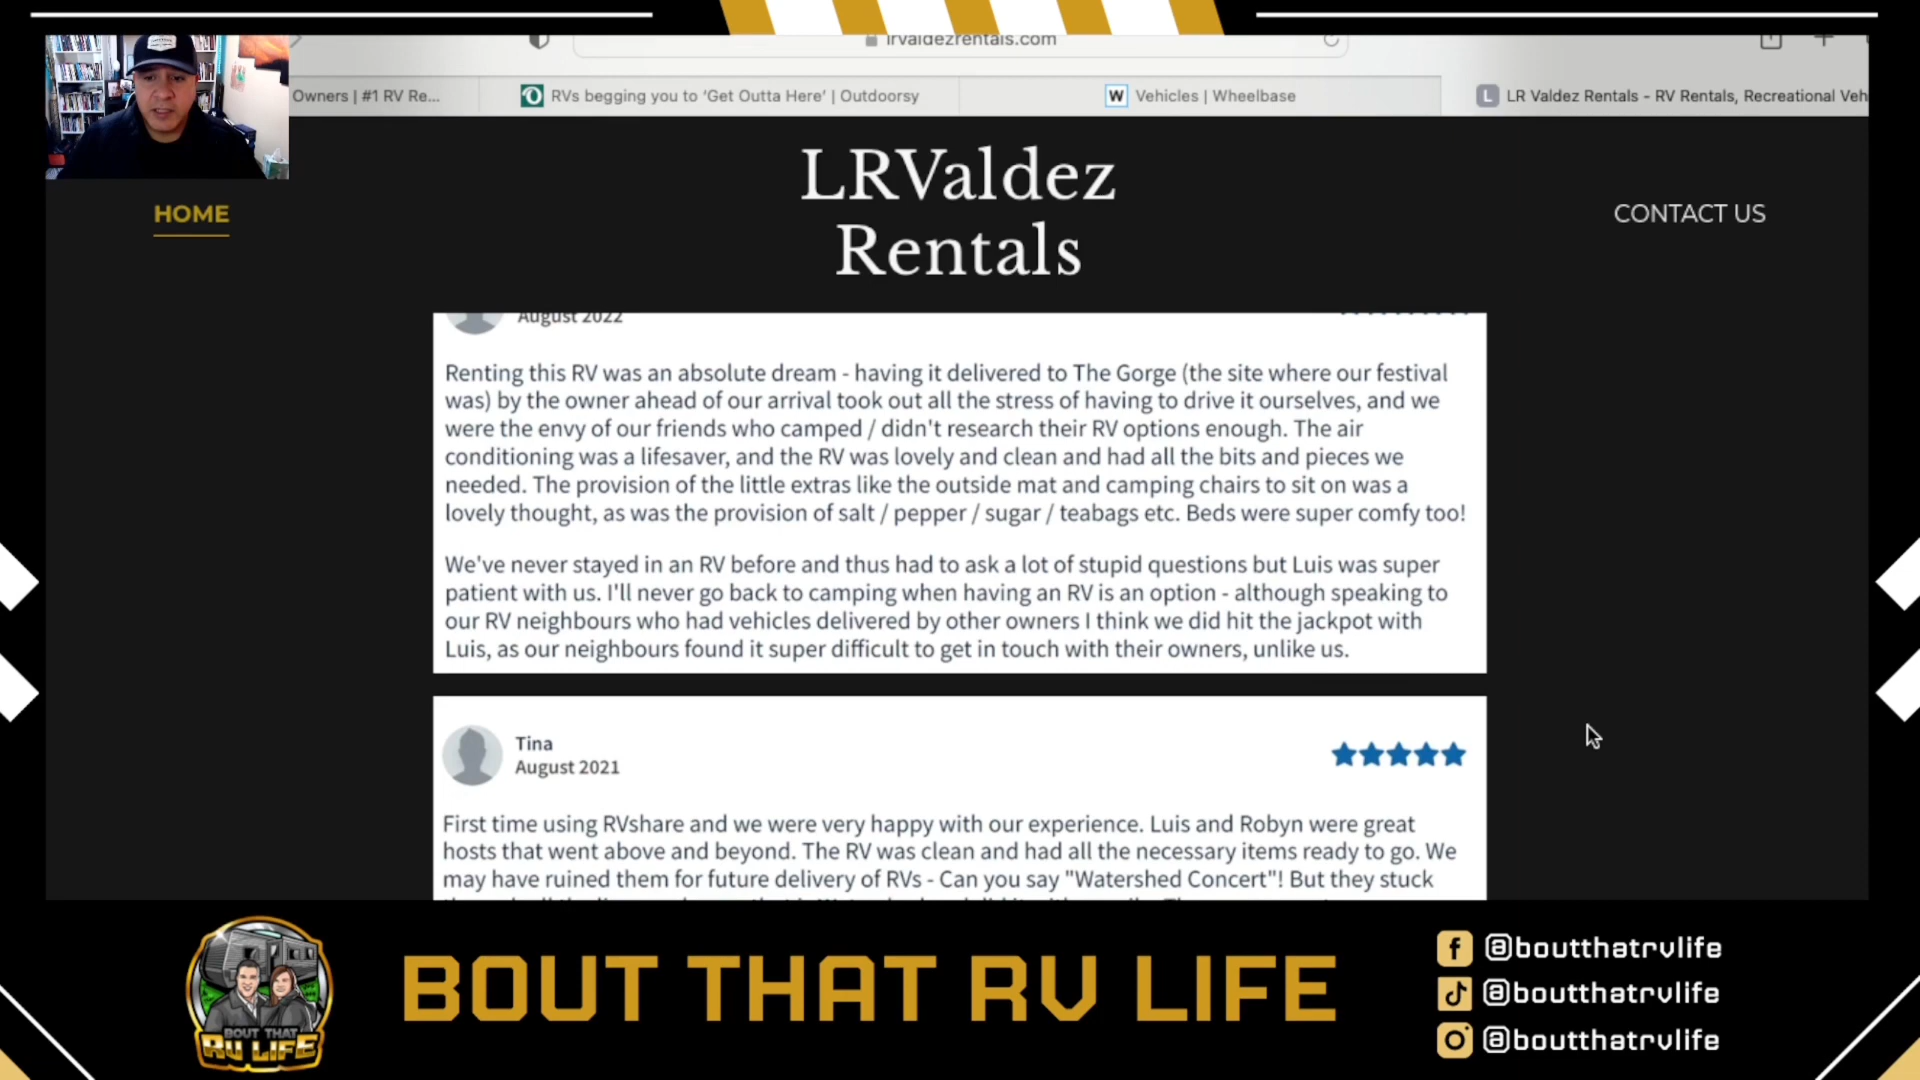 lrvaldezrentals.com
Owners | #1 RV Re...
RVs begging you to ‘Get Outta Here’ | Outdoorsy
W Vehicles | Wheelbase
L LR Valdez Rentals - RV Rentals, Recreational Veh
HOME
LRValdez
Rentals
CONTACT US
August 2022
Renting this RV was an absolute dream - having it delivered to The Gorge (the site where our festival
was) by the owner ahead of our arrival took out all the stress of having to drive it ourselves, and we
were the envy of our friends who camped / didn't research their RV options enough. The air
conditioning was a lifesaver, and the RV was lovely and clean and had all the bits and pieces we
needed. The provision of the little extras like the outside mat and camping chairs to sit on was a
lovely thought, as was the provision of salt / pepper / sugar / teabags etc. Beds were super comfy too!
We've never stayed in an RV before and thus had to ask a lot of stupid questions but Luis was super
patient with us. I'll never go back to camping when having an RV is an option - although speaking to
our RV neighbours who had vehicles delivered by other owners I think we did hit the jackpot with
Luis, as our neighbours found it super difficult to get in touch with their owners, unlike us.
Tina
August 2021
First time using RVshare and we were very happy with our experience. Luis and Robyn were great
hosts that went above and beyond. The RV was clean and had all the necessary items ready to go. We
may have ruined them for future delivery of RVs - Can you say "Watershed Concert"! But they stuck
BOUT THAT
RV LIFE
BOUT THAT RV LIFE
@boutthatrvlife
@boutthatrvlife
@boutthatrvlife